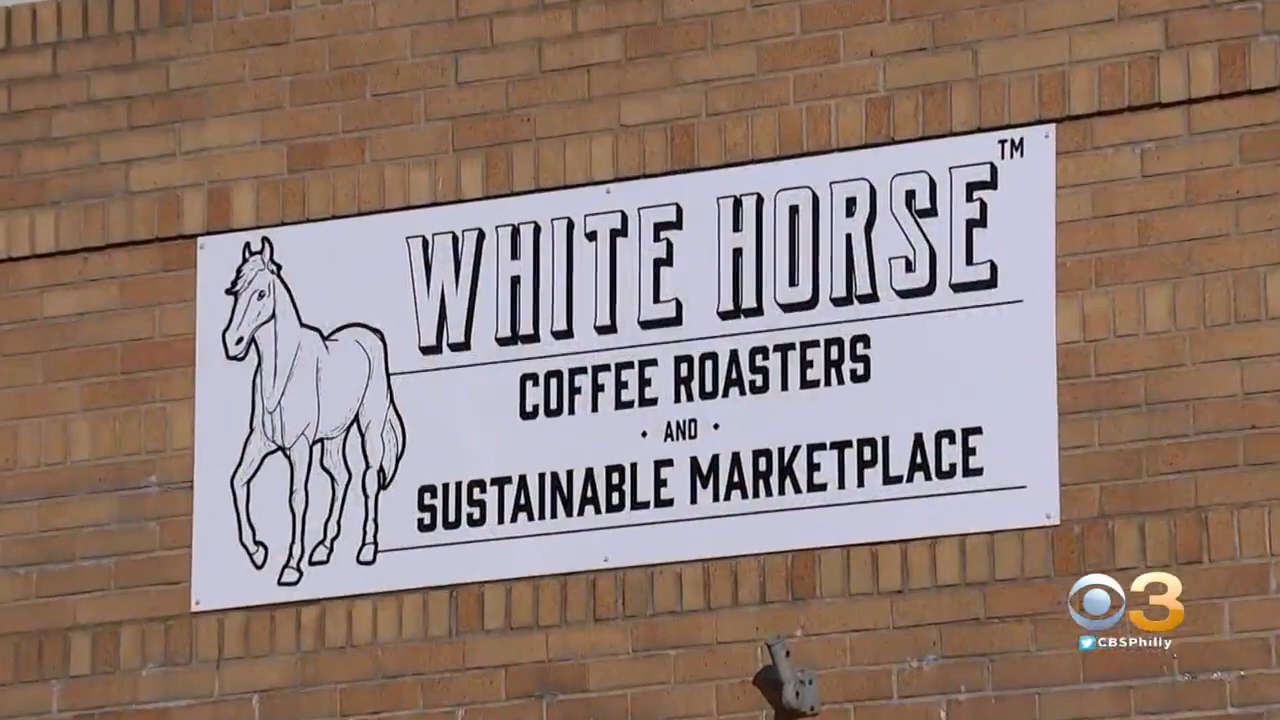 WHITE HORSE™
COFFEE ROASTERS
• AND •
SUSTAINABLE MARKETPLACE
3
CBSPhilly